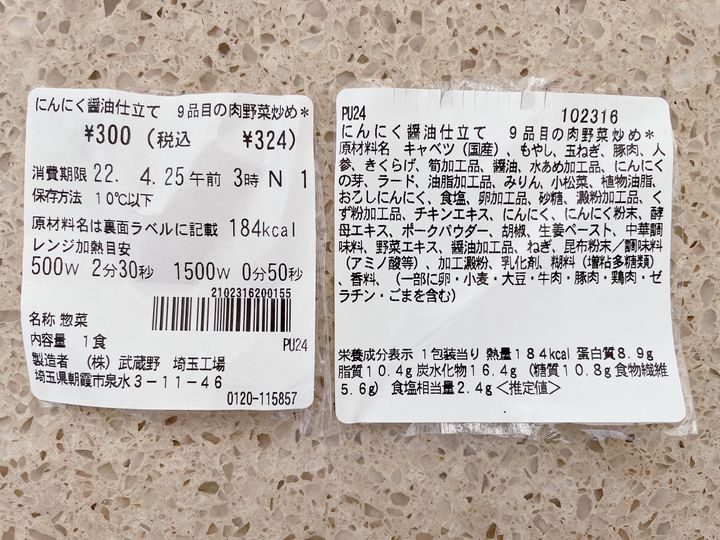 にんにく醤油仕立て 9品目の肉野菜炒め*
¥300 (税込 ¥324)
消費期限 22. 4. 25午前 3時 N 1
保存方法 10℃以下
原材料名は裏面ラベルに記載 184kcal
レンジ加熱目安
500W 2分30秒 1500W 0分50秒
2102316200155
名称 惣菜
内容量 1食 PU24
製造者 (株) 武蔵野 埼玉工場
埼玉県朝霞市泉水3-11-46
0120-115857
PU24 102316
にんにく醤油仕立て 9品目の肉野菜炒め*
原材料名 キャベツ(国産)、もやし、玉ねぎ、豚肉、人
参、きくらげ、筍加工品、醤油、水あめ加工品、にんにく
の芽、ラード、油脂加工品、みりん、小松菜、植物油脂、
おろしにんにく、食塩、卵加工品、砂糖、澱粉加工品、く
ず粉加工品、チキンエキス、にんにく、にんにく粉末、酵
母エキス、ポークパウダー、胡椒、生姜ペースト、中華調
味料、野菜エキス、醤油加工品、ねぎ、昆布粉末/調味料
(アミノ酸等)、加工澱粉、乳化剤、糊料(増粘多糖類)
、香料、(一部に卵・小麦・大豆・牛肉・豚肉・鶏肉・ゼ
ラチン・ごまを含む)
栄養成分表示 1包装当り 熱量184kcal 蛋白質8.9g
脂質10.4g 炭水化物16.4g (糖質10.8g 食物繊維
5.6g) 食塩相当量2.4g<推定値>